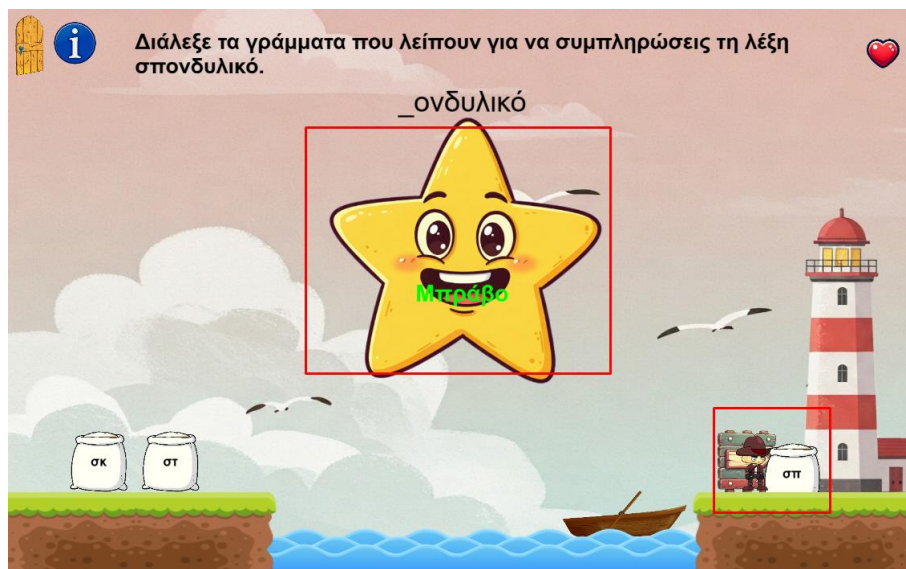 i
Διάλεξε τα γράμματα που λείπουν για να συμπληρώσεις τη λέξη
σπονδυλικό.
_ονδυλικό
Μπράβο
σκ
στ
σπ